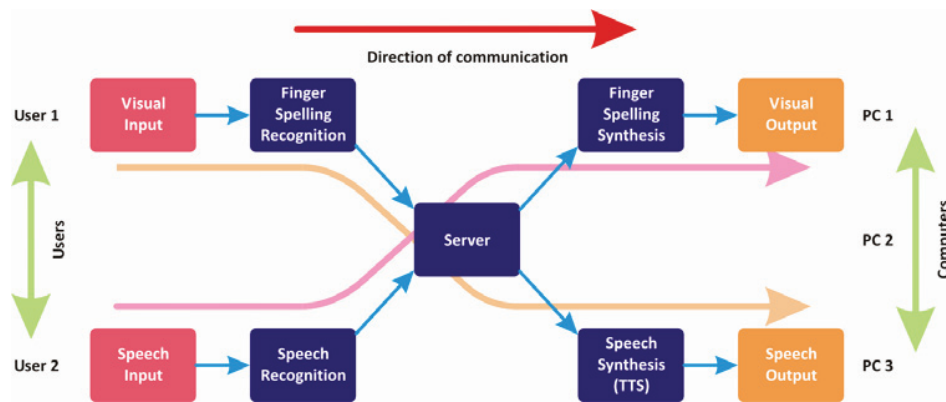 Direction of communication
User 1
Visual
Input
Finger
Spelling
Recognition
Finger
Spelling
Synthesis
Visual
Output
PC 1
Users
Server
PC 2
Computers
User 2
Speech
Input
Speech
Recognition
Speech
Synthesis
(TTS)
Speech
Output
PC 3